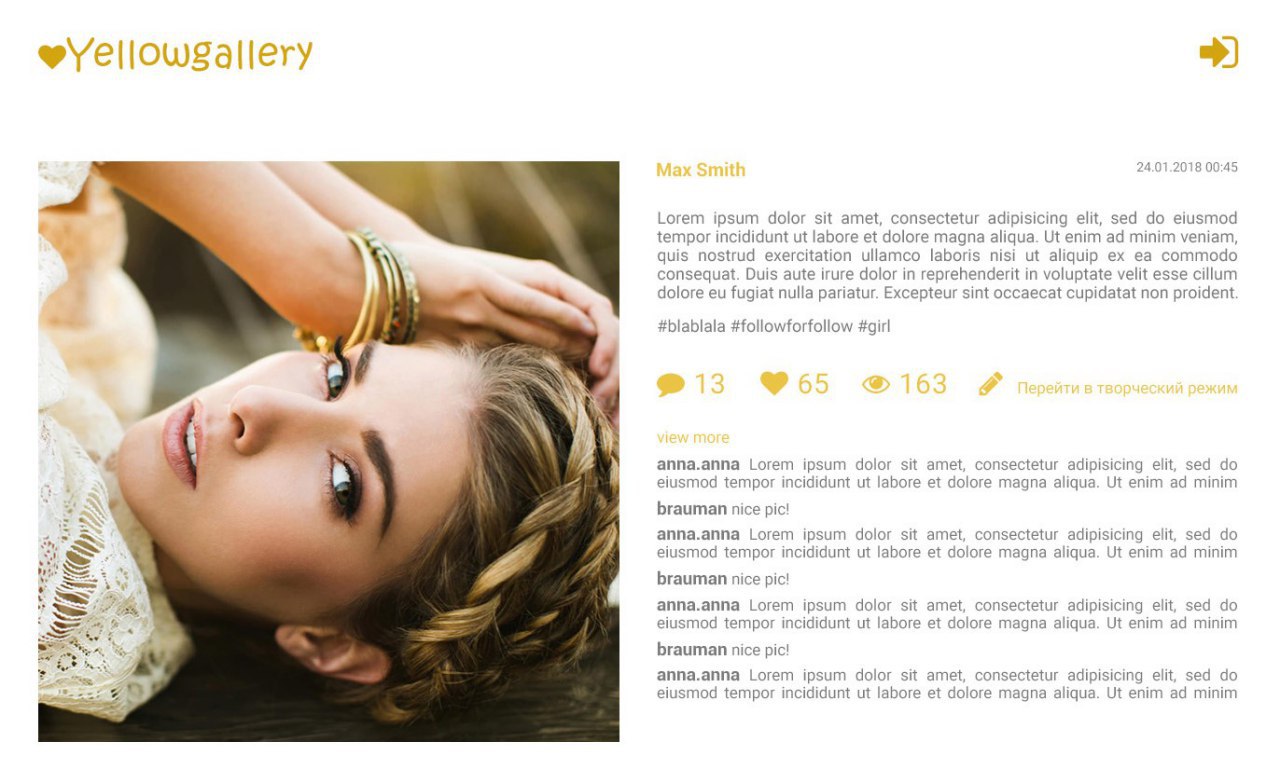 Yellowgallery
Max Smith
24.01.2018 00:45
Lorem ipsum dolor sit amet, consectetur adipisicing elit, sed do eiusmod
tempor incididunt ut labore et dolore magna aliqua. Ut enim ad minim veniam,
quis nostrud exercitation ullamco laboris nisi ut aliquip ex ea commodo
consequat. Duis aute irure dolor in reprehenderit in voluptate velit esse cillum
dolore eu fugiat nulla pariatur. Excepteur sint occaecat cupidatat non proident.
#blablala #followforfollow #girl
13 65 163 Перейти в творческий режим
view more
anna.anna Lorem ipsum dolor sit amet, consectetur adipisicing elit, sed do
eiusmod tempor incididunt ut labore et dolore magna aliqua. Ut enim ad minim
brauman nice pic!
anna.anna Lorem ipsum dolor sit amet, consectetur adipisicing elit, sed do
eiusmod tempor incididunt ut labore et dolore magna aliqua. Ut enim ad minim
brauman nice pic!
anna.anna Lorem ipsum dolor sit amet, consectetur adipisicing elit, sed do
eiusmod tempor incididunt ut labore et dolore magna aliqua. Ut enim ad minim
brauman nice pic!
anna.anna Lorem ipsum dolor sit amet, consectetur adipisicing elit, sed do
eiusmod tempor incididunt ut labore et dolore magna aliqua. Ut enim ad minim